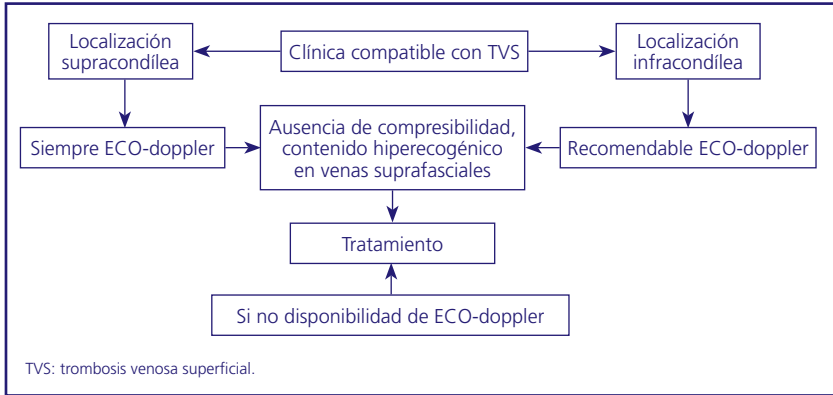 Localización
supracondílea
Clínica compatible con TVS
Localización
infracondílea
Siempre ECO-doppler
Ausencia de compresibilidad,
contenido hiperecogénico
en venas suprafasciales
Recomendable ECO-doppler
Tratamiento
Si no disponibilidad de ECO-doppler
TVS: trombosis venosa superficial.